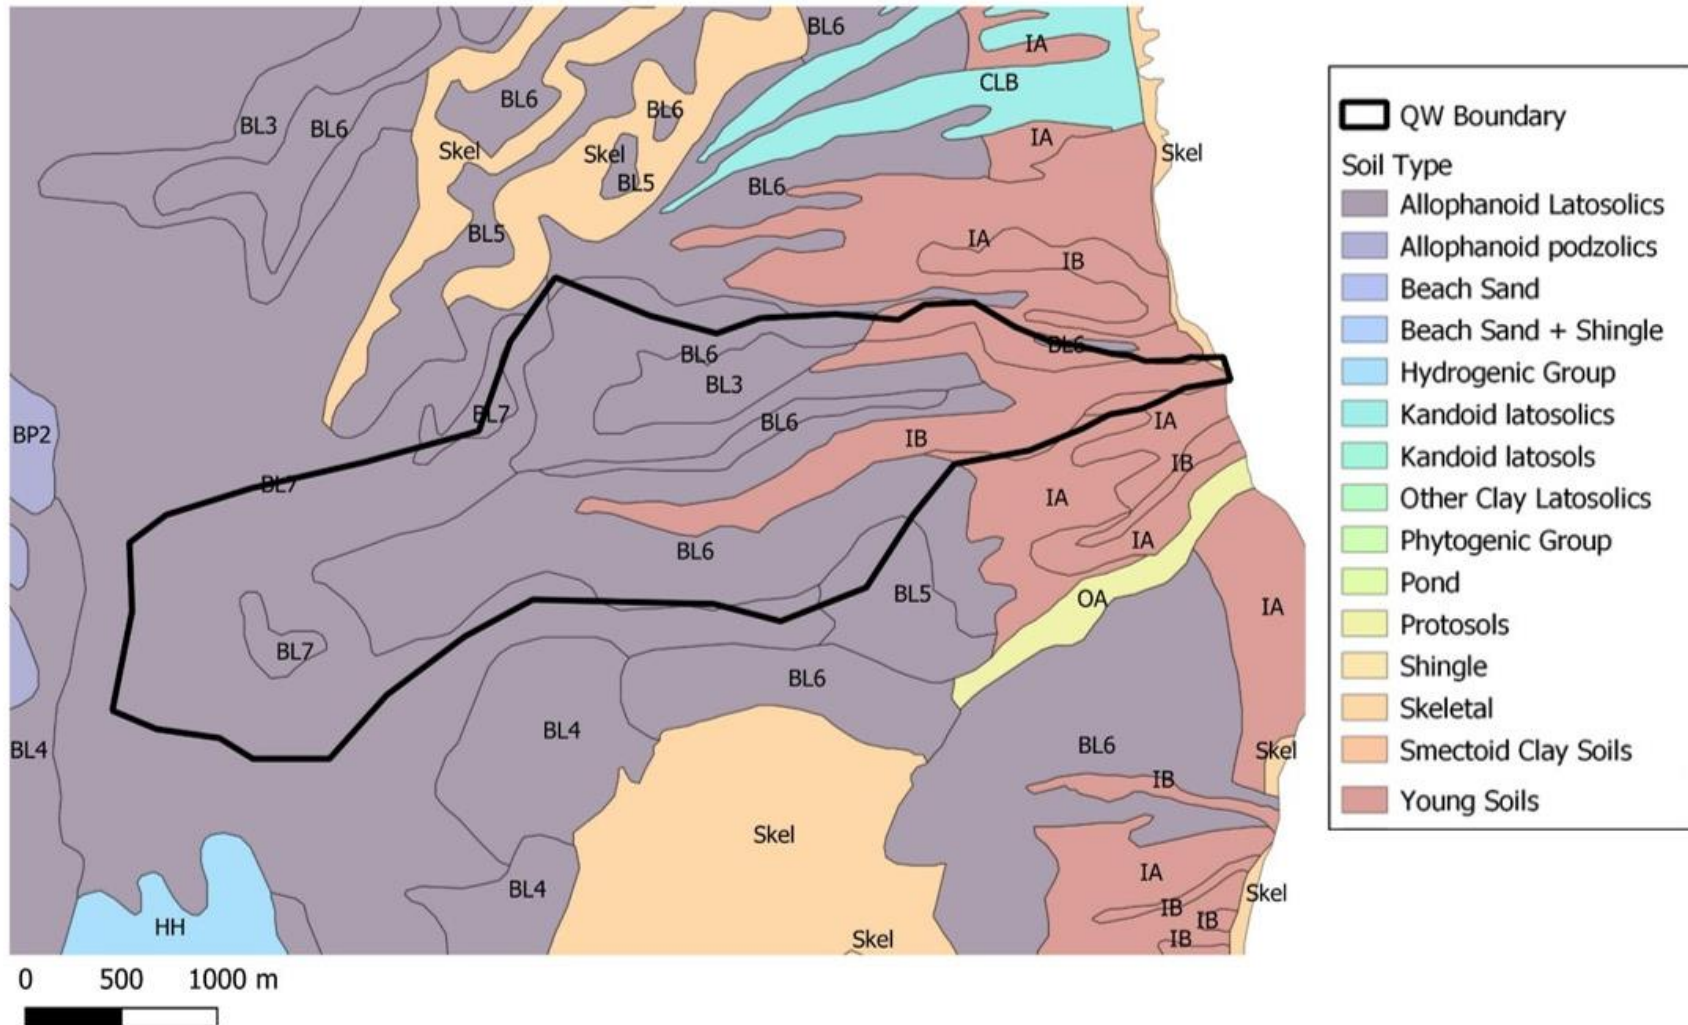 BL6
IA
CLB
BL6
BL6
BL3
BL6
IA
Skel
Skel
Skel
BL5
BL6
BL5
IA
IB
BL6
BL6
BL3
BL7
BL6
IA
BP2
IB
IB
BL7
IA
BL6
IA
BL5
OA
IA
BL7
BL6
BL4
BL6
BL4
Skel
IB
Skel
IA
BL4
Skel
IB
IB
HH
Skel
IB
0 500 1000 m
QW Boundary
Soil Type
Allophanoid Latosolics
Allophanoid podzolics
Beach Sand
Beach Sand + Shingle
Hydrogenic Group
Kandoid latosolics
Kandoid latosols
Other Clay Latosolics
Phytogenic Group
Pond
Protosols
Shingle
Skeletal
Smectoid Clay Soils
Young Soils